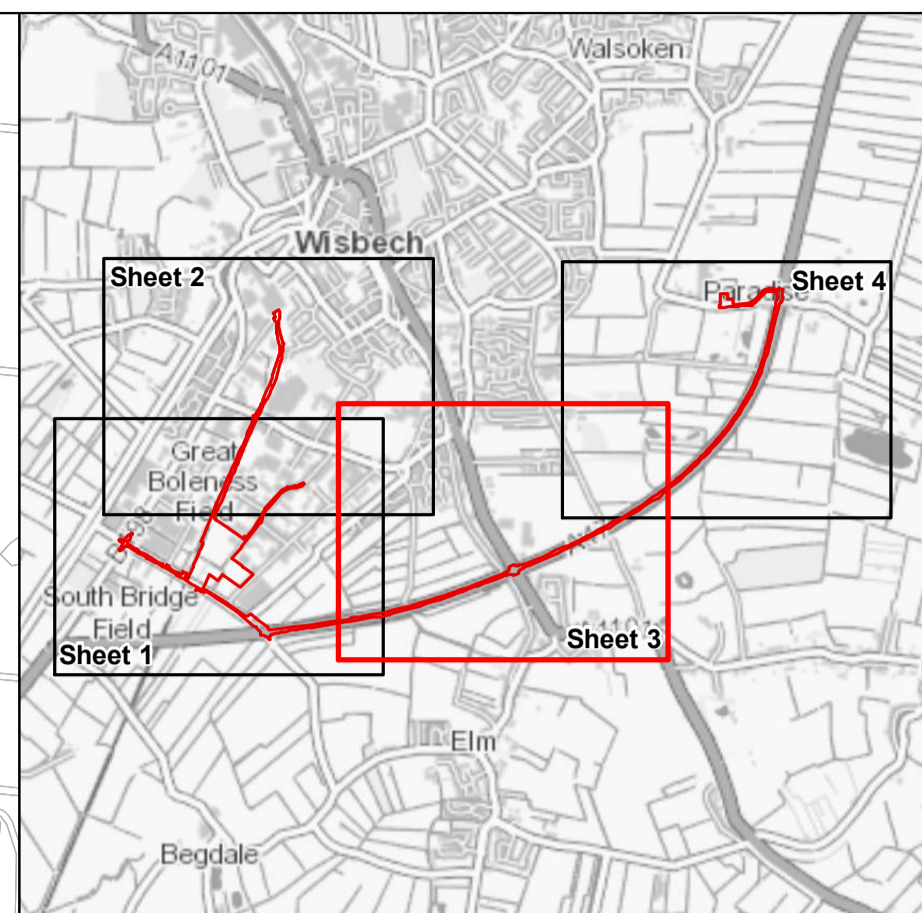 Walsoken
A1101
Wisbech
Sheet 2
Paradise
Sheet 4
Great
Boleness
Field
South Bridge
Field
Sheet 1
Sheet 3
Elm
Begdale